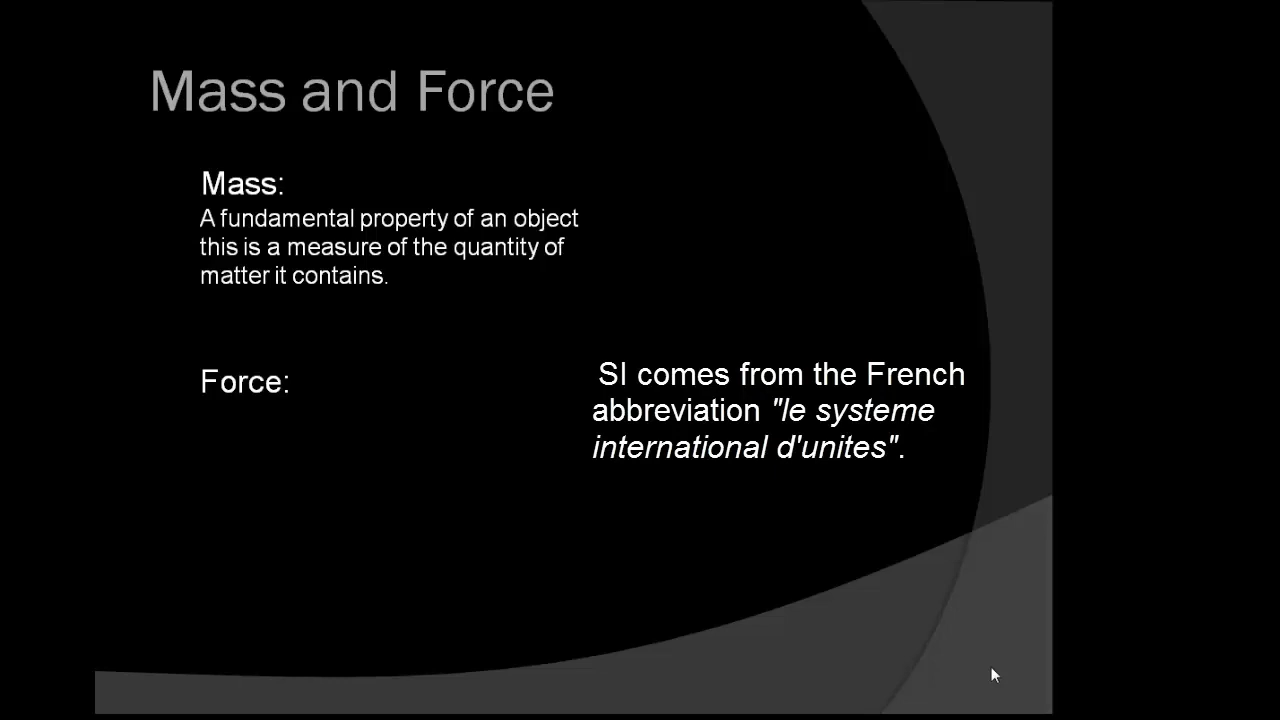 Mass and Force
Mass:
A fundamental property of an object
this is a measure of the quantity of
matter it contains.
Force:
SI comes from the French
abbreviation "le systeme
international d'unites".